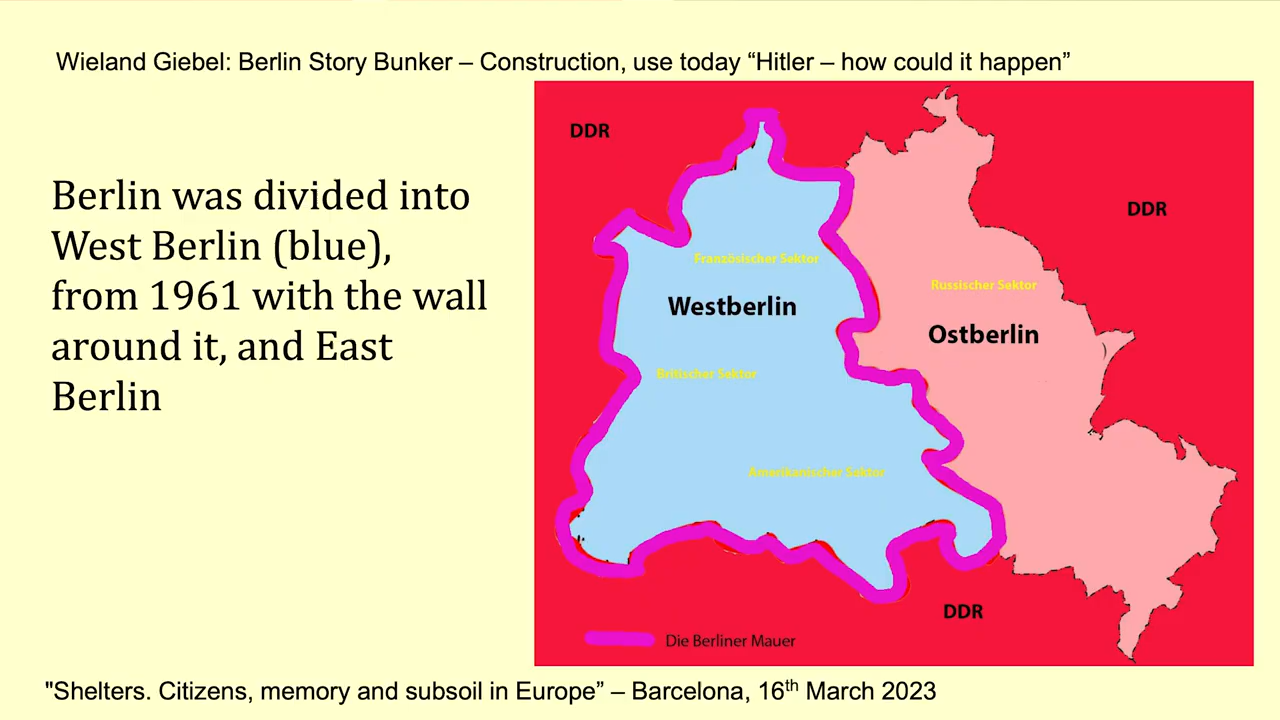 Wieland Giebel: Berlin Story Bunker – Construction, use today “Hitler – how could it happen”
Berlin was divided into
West Berlin (blue),
from 1961 with the wall
around it, and East
Berlin
DDR
DDR
Französischer Sektor
Russischer Sektor
Westberlin
Ostberlin
Britischer Sektor
Amerikanischer Sektor
DDR
Die Berliner Mauer
"Shelters. Citizens, memory and subsoil in Europe” – Barcelona, 16th March 2023